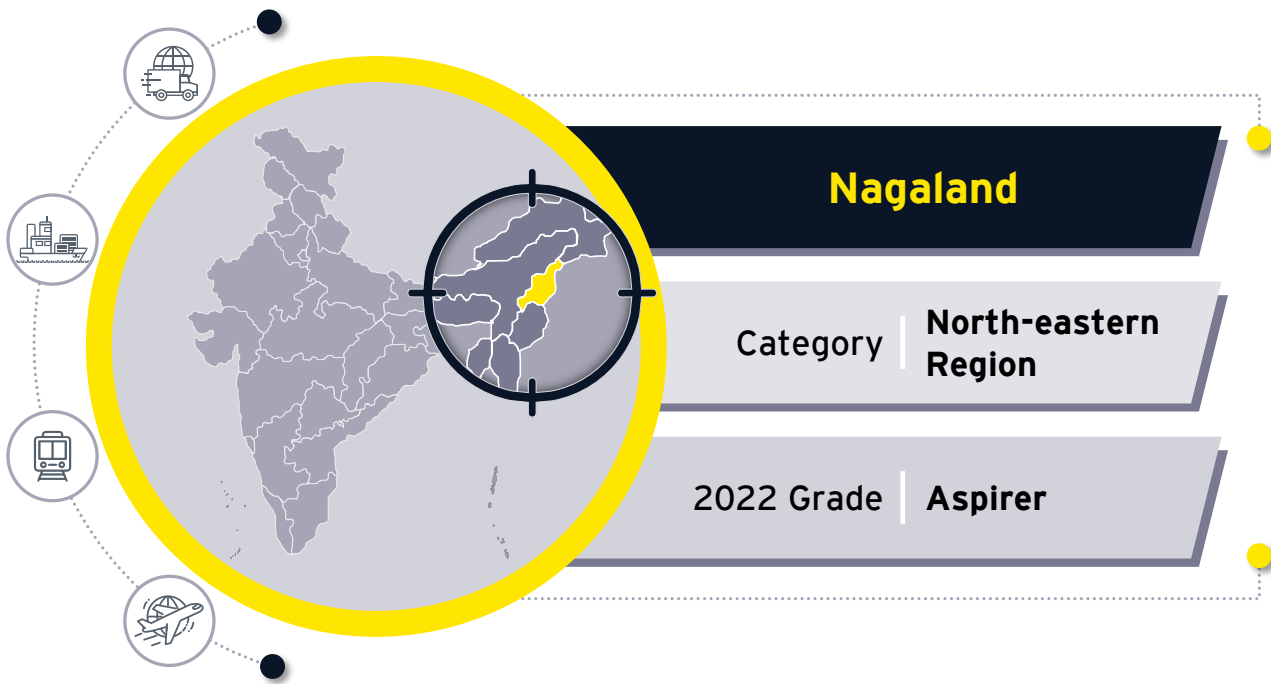 Nagaland
Category
North-eastern
Region
2022 Grade
Aspirer